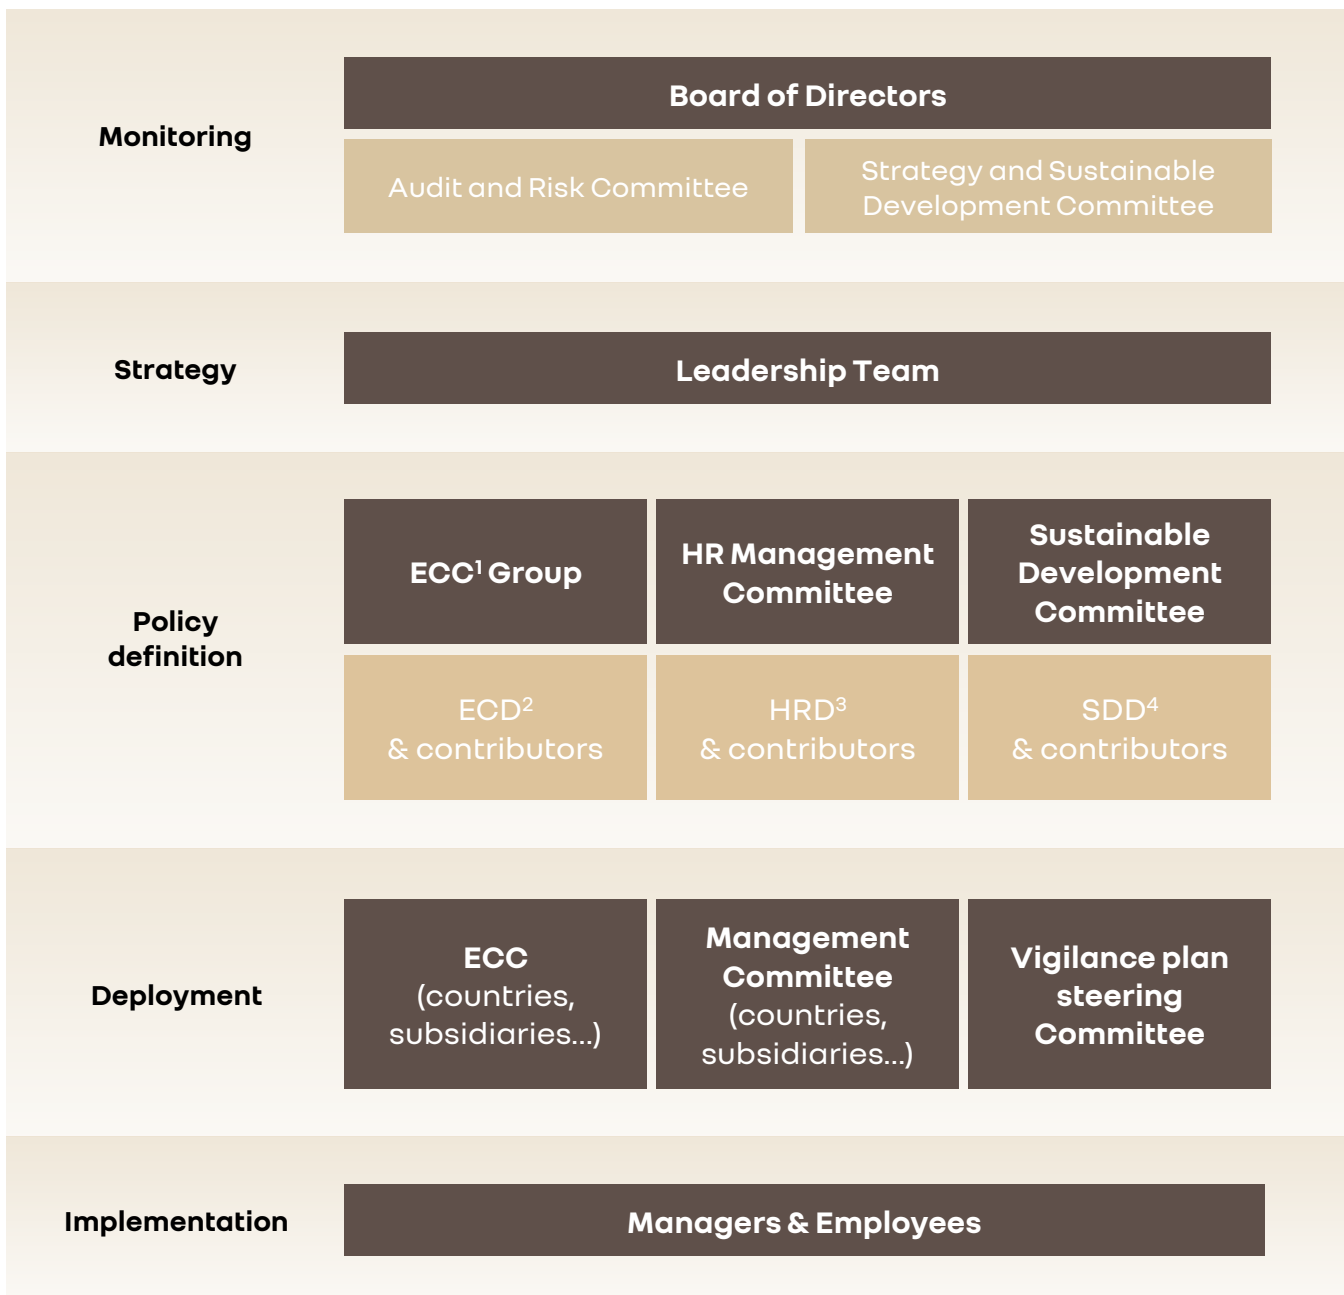 Monitoring
Board of Directors
Audit and Risk Committee
Strategy and Sustainable
Development Committee
Strategy
Leadership Team
Policy
definition
ECC¹ Group
HR Management
Committee
Sustainable
Development
Committee
ECD²
& contributors
HRD³
& contributors
SDD⁴
& contributors
Deployment
ECC
(countries,
subsidiaries...)
Management
Committee
(countries,
subsidiaries...)
Vigilance plan
steering
Committee
Implementation
Managers & Employees